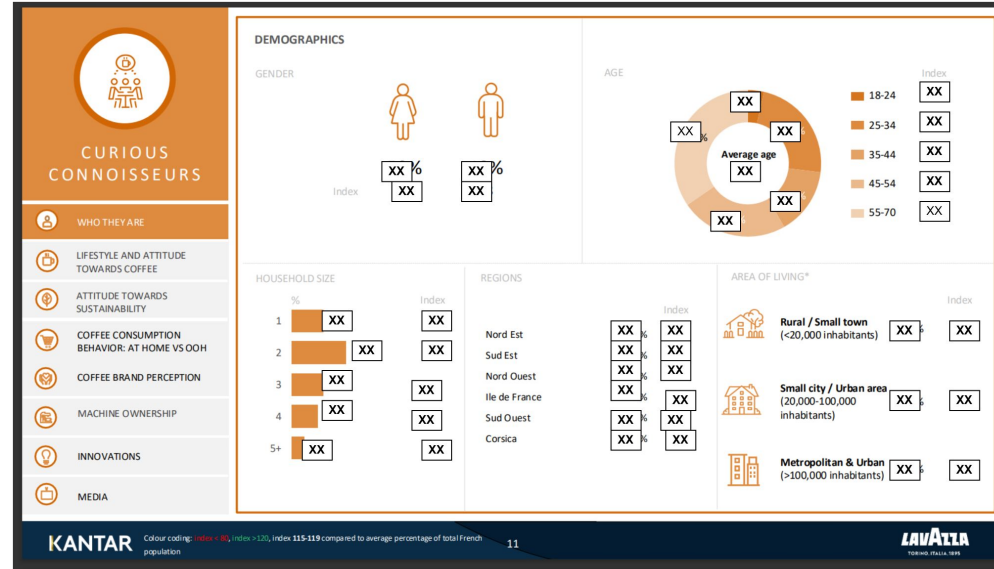 CURIOUS
CONNOISSEURS
WHO THEY ARE
LIFESTYLE AND ATTITUDE
TOWARDS COFFEE
ATTITUDE TOWARDS
SUSTAINABILITY
COFFEE CONSUMPTION
BEHAVIOR: AT HOME VS OOH
COFFEE BRAND PERCEPTION
MACHINE OWNERSHIP
INNOVATIONS
MEDIA
DEMOGRAPHICS
GENDER
XX % XX %
Index XX XX
AGE
Index
XX
XX %
XX %
Average age
XX
XX %
XX %
18-24 XX
25-34 XX
35-44 XX
45-54 XX
55-70 XX
HOUSEHOLD SIZE
% Index
1 XX XX
2 XX XX
3 XX XX
4 XX XX
5+ XX XX
REGIONS
Index
Nord Est XX % XX
Sud Est XX % XX
Nord Ouest XX % XX
Ile de France XX % XX
Sud Ouest XX % XX
Corsica XX % XX
AREA OF LIVING*
Index
Rural / Small town
(<20,000 inhabitants) XX % XX
Small city / Urban area
(20,000-100,000
inhabitants) XX % XX
Metropolitan & Urban
(>100,000 inhabitants) XX % XX
KANTAR
Colour coding: index < 80, index >120, index 115-119 compared to average percentage of total French
population
11
LAVAZZA
TORINO, ITALIA, 1895